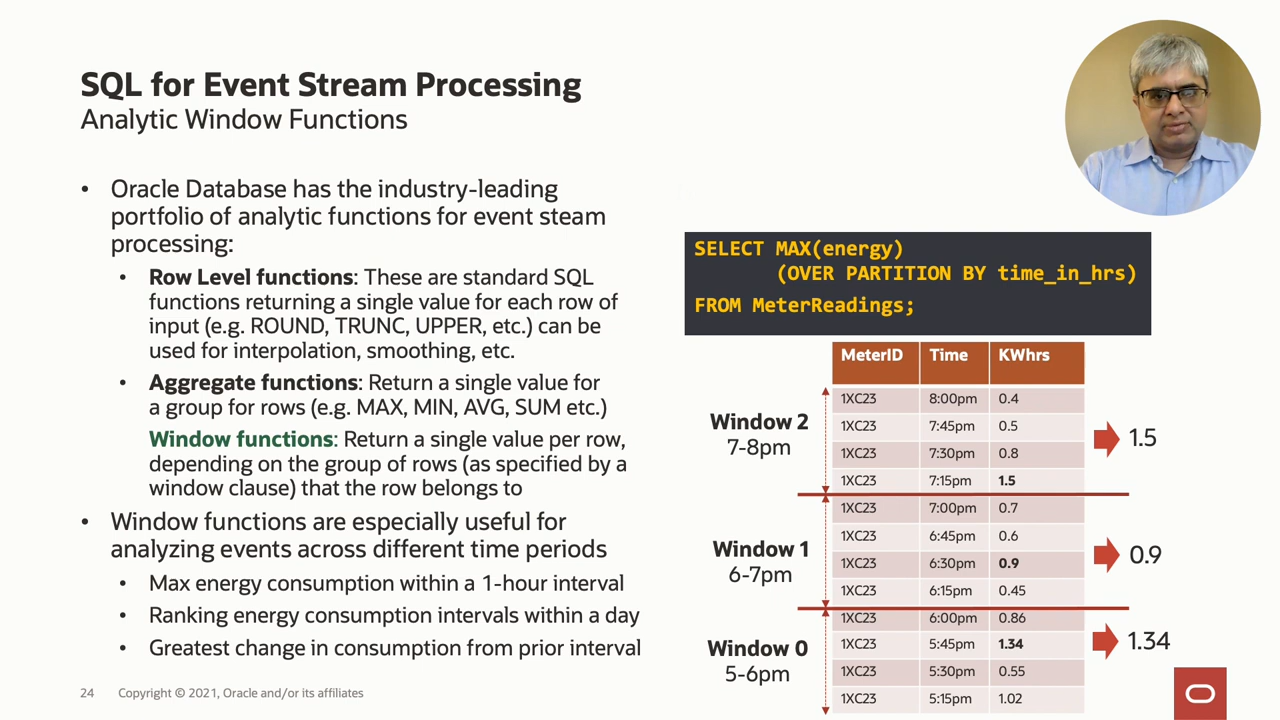 SQL for Event Stream Processing
Analytic Window Functions
• Oracle Database has the industry-leading
portfolio of analytic functions for event steam
processing:
• Row Level functions: These are standard SQL
functions returning a single value for each row of
input (e.g. ROUND, TRUNC, UPPER, etc.) can be
used for interpolation, smoothing, etc.
• Aggregate functions: Return a single value for
a group for rows (e.g. MAX, MIN, AVG, SUM etc.)
Window functions: Return a single value per row,
depending on the group of rows (as specified by a
window clause) that the row belongs to
• Window functions are especially useful for
analyzing events across different time periods
• Max energy consumption within a 1-hour interval
• Ranking energy consumption intervals within a day
• Greatest change in consumption from prior interval
SELECT MAX(energy)
(OVER PARTITION BY time_in_hrs)
FROM MeterReadings;
MeterID Time KWhrs
1XC23 8:00pm 0.4
1XC23 7:45pm 0.5
1XC23 7:30pm 0.8
1XC23 7:15pm 1.5
1XC23 7:00pm 0.7
1XC23 6:45pm 0.6
1XC23 6:30pm 0.9
1XC23 6:15pm 0.45
1XC23 6:00pm 0.86
1XC23 5:45pm 1.34
1XC23 5:30pm 0.55
1XC23 5:15pm 1.02
Window 2
7-8pm
1.5
Window 1
6-7pm
0.9
Window 0
5-6pm
1.34
24 Copyright © 2021, Oracle and/or its affiliates